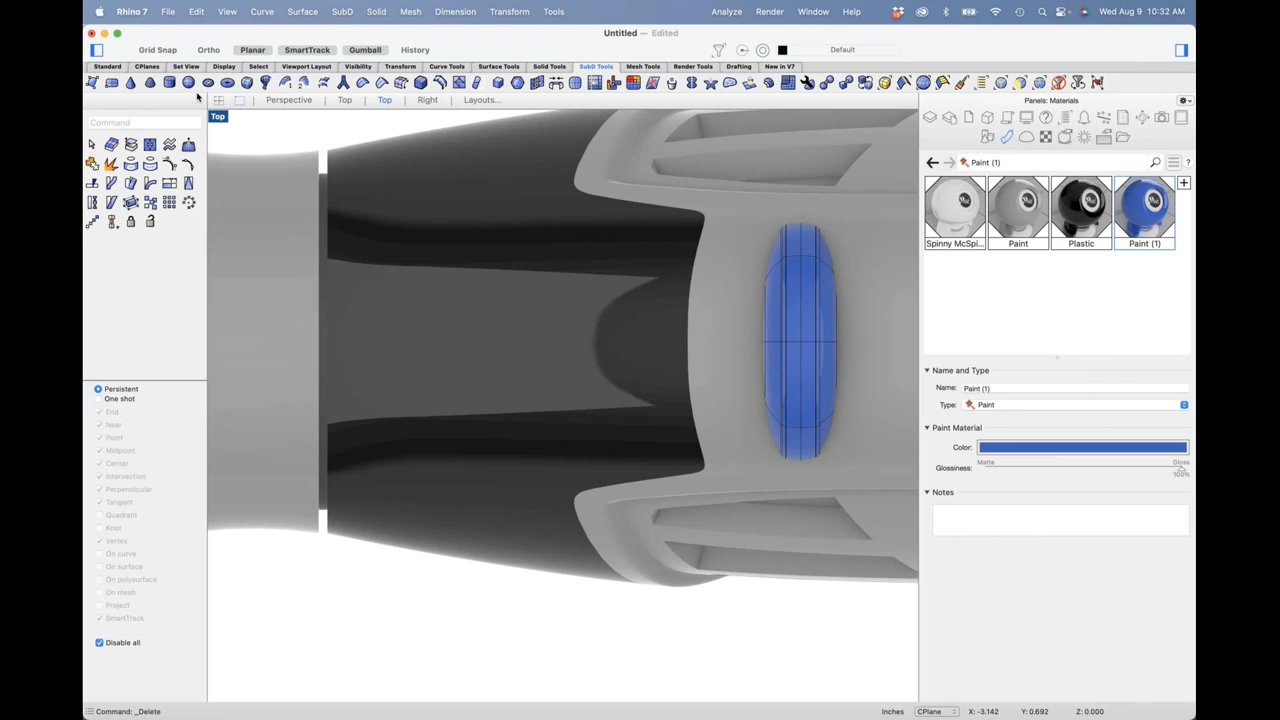 Rhino 7 File Edit View Curve Surface SubD Solid Mesh Dimension Transform Tools Analyze Render Window Help Wed Aug 9 10:32 AM
Untitled — Edited
Grid Snap Ortho Planar SmartTrack Gumball History Default
Standard CPlanes Set View Display Select Viewport Layout Visibility Transform Curve Tools Surface Tools Solid Tools SubD Tools Mesh Tools Render Tools Drafting New in V7
Perspective Top Top Right Layouts...
Panels: Materials
Top
Command
Paint (1)
Spinny McSpi... Paint Plastic Paint (1)
Name and Type
Name: Paint (1)
Type: Paint
Paint Material
Color:
Matte Gloss
Glossiness:
100%
Notes
Persistent
One shot
End
Near
Point
Midpoint
Center
Intersection
Perpendicular
Tangent
Quadrant
Knot
Vertex
On curve
On surface
On polysurface
On mesh
Project
SmartTrack
Disable all
Command: _Delete Inches CPlane X: -3.142 Y: 0.692 Z: 0.000